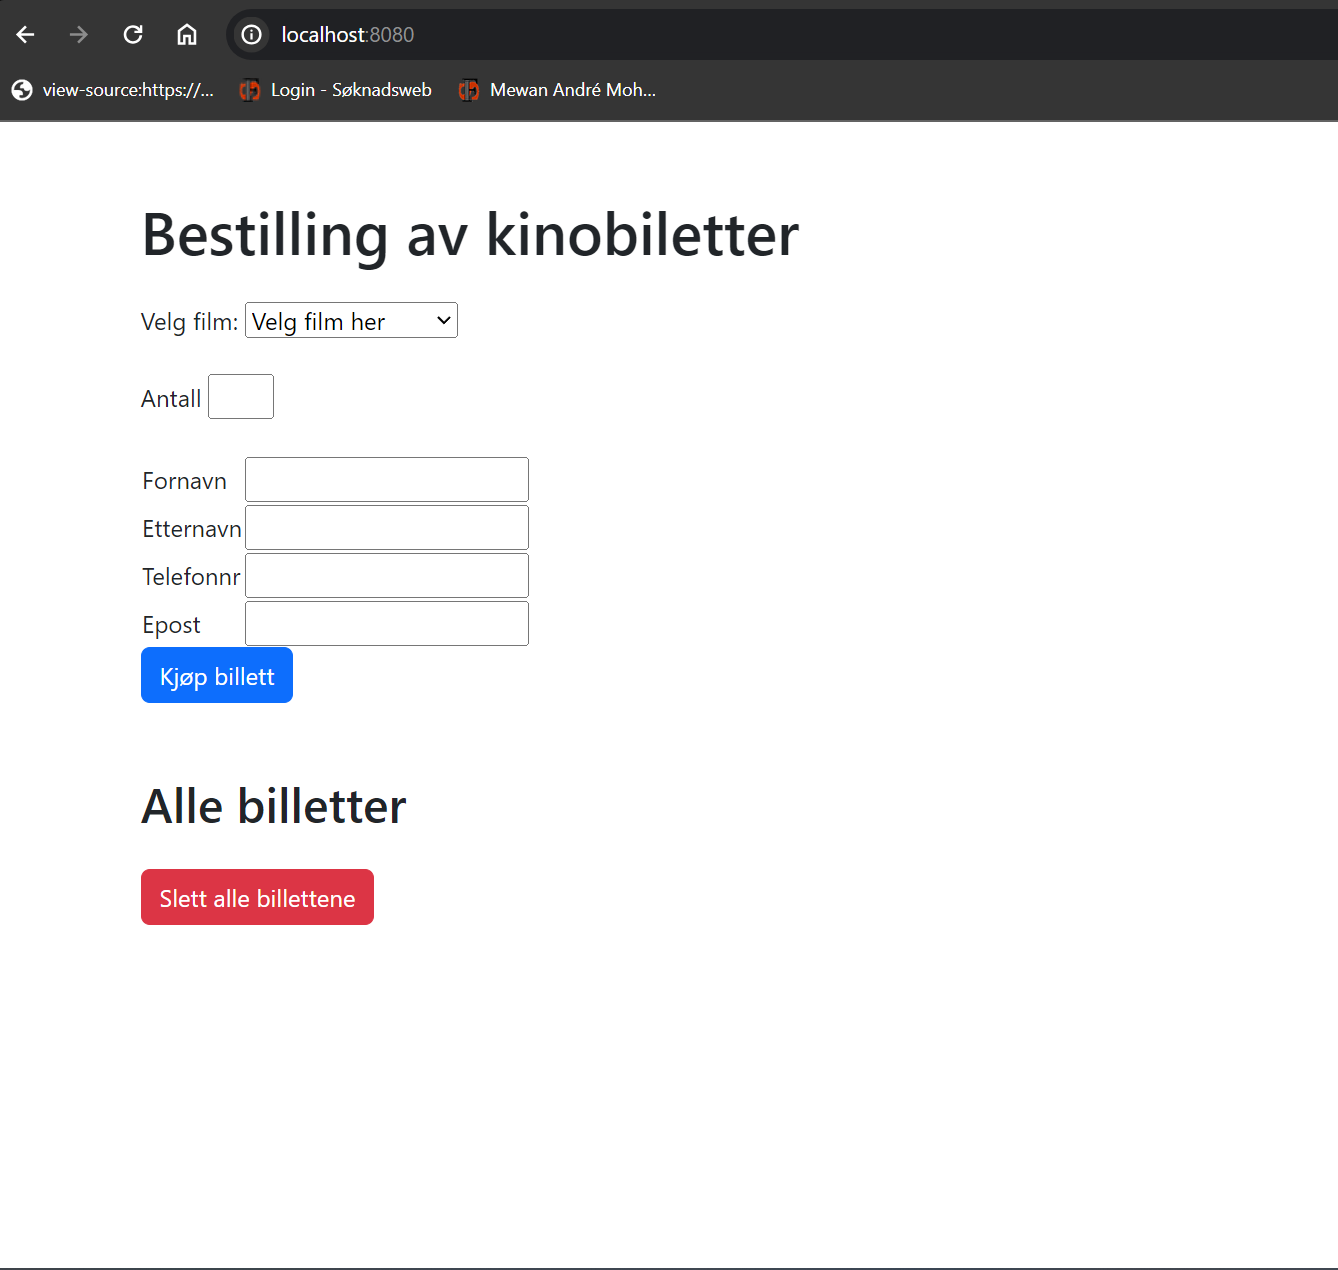 localhost:8080
view-source:https://... Login - Søknadsweb Mewan André Moh...
Bestilling av kinobiletter
Velg film: Velg film her
Antall
Fornavn
Etternavn
Telefonnr
Epost
Kjøp billett
Alle billetter
Slett alle billettene